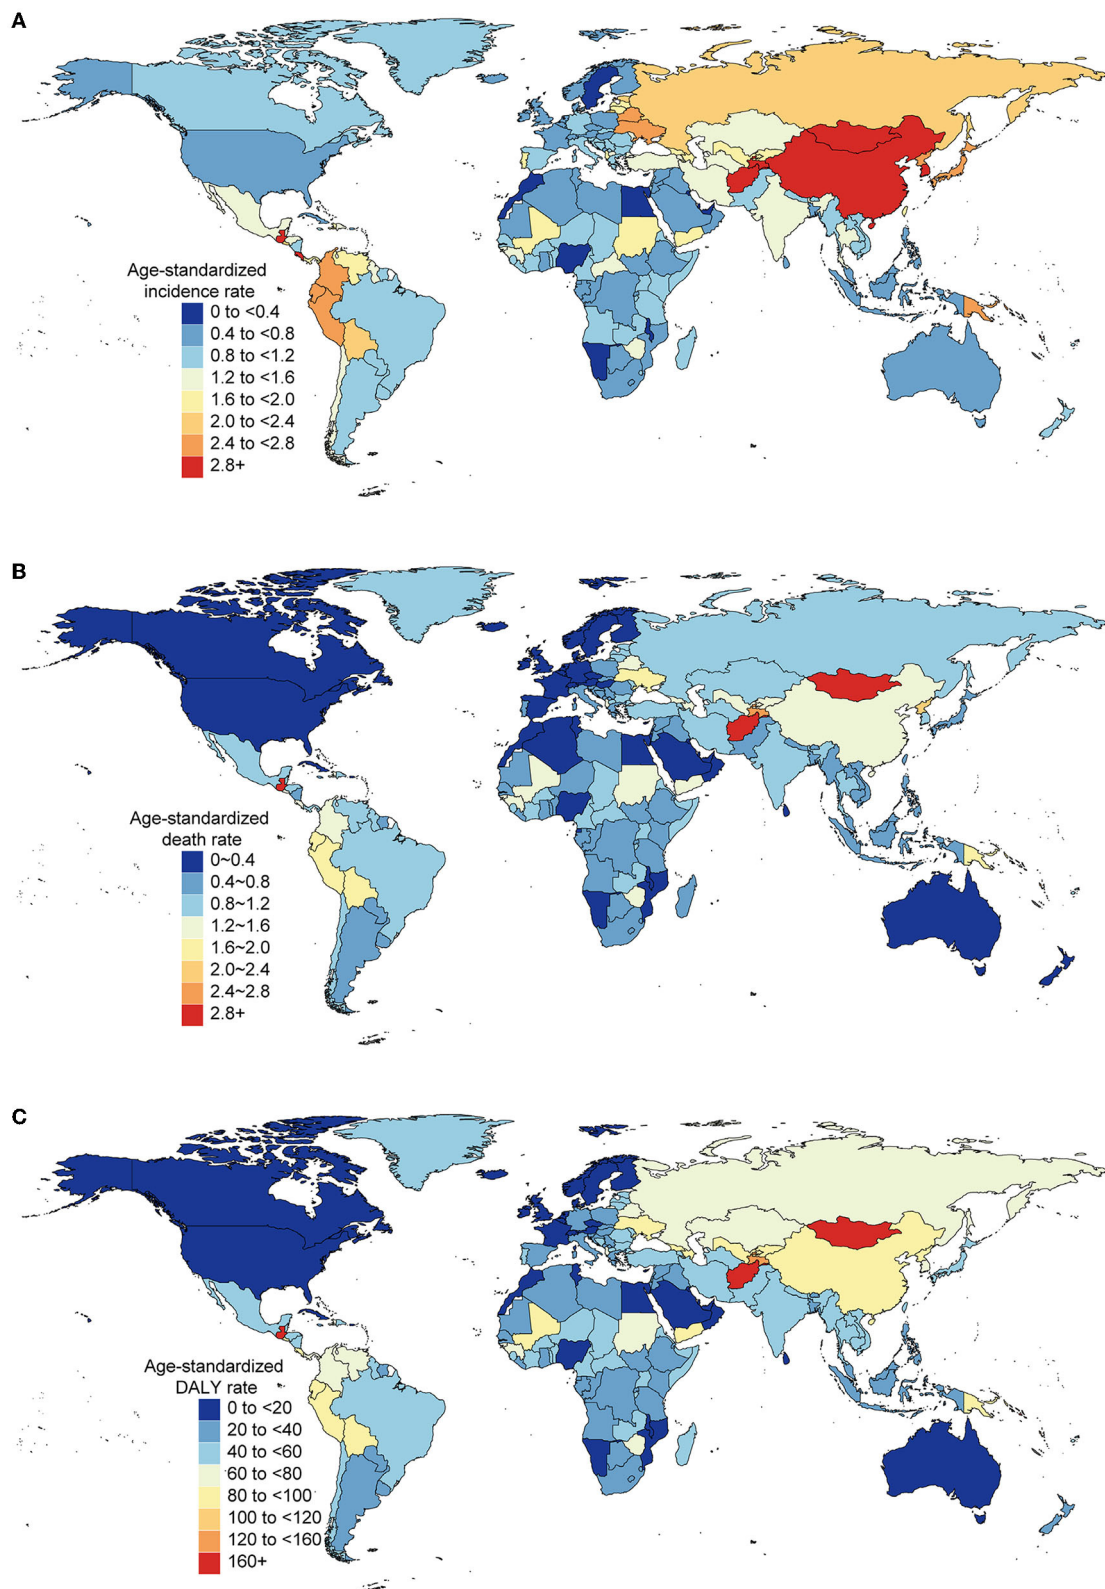 A
Age-standardized
incidence rate
0 to <0.4
0.4 to <0.8
0.8 to <1.2
1.2 to <1.6
1.6 to <2.0
2.0 to <2.4
2.4 to <2.8
2.8+
B
Age-standardized
death rate
0~0.4
0.4~0.8
0.8~1.2
1.2~1.6
1.6~2.0
2.0~2.4
2.4~2.8
2.8+
C
Age-standardized
DALY rate
0 to <20
20 to <40
40 to <60
60 to <80
80 to <100
100 to <120
120 to <160
160+